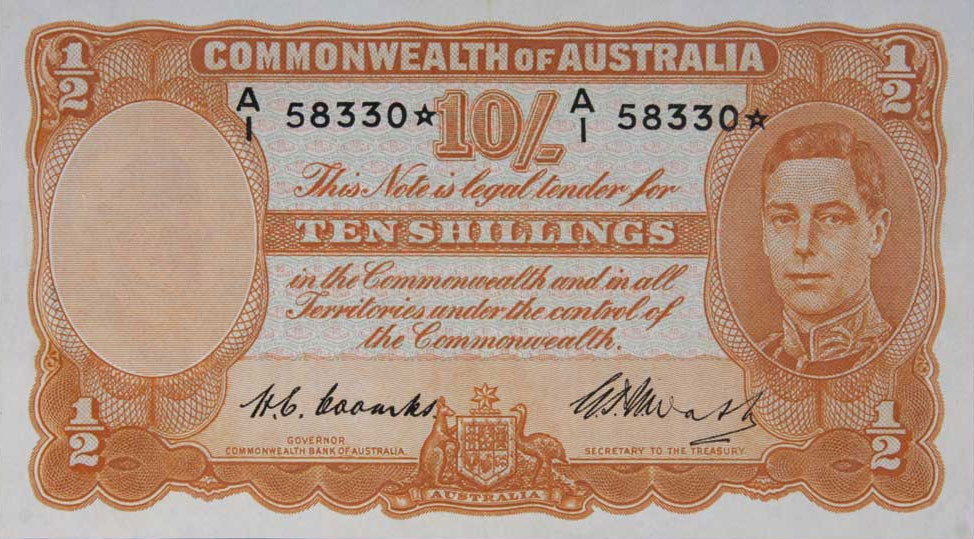 COMMONWEALTH OF AUSTRALIA
1/2
1/2
A/1 58330☆ 10/- A/1 58330☆
This Note is legal tender for
TEN SHILLINGS
in the Commonwealth and in all
Territories under the control of
the Commonwealth.
H.C. Coombs
GOVERNOR
COMMONWEALTH BANK OF AUSTRALIA.
SECRETARY TO THE TREASURY.
1/2
1/2
AUSTRALIA